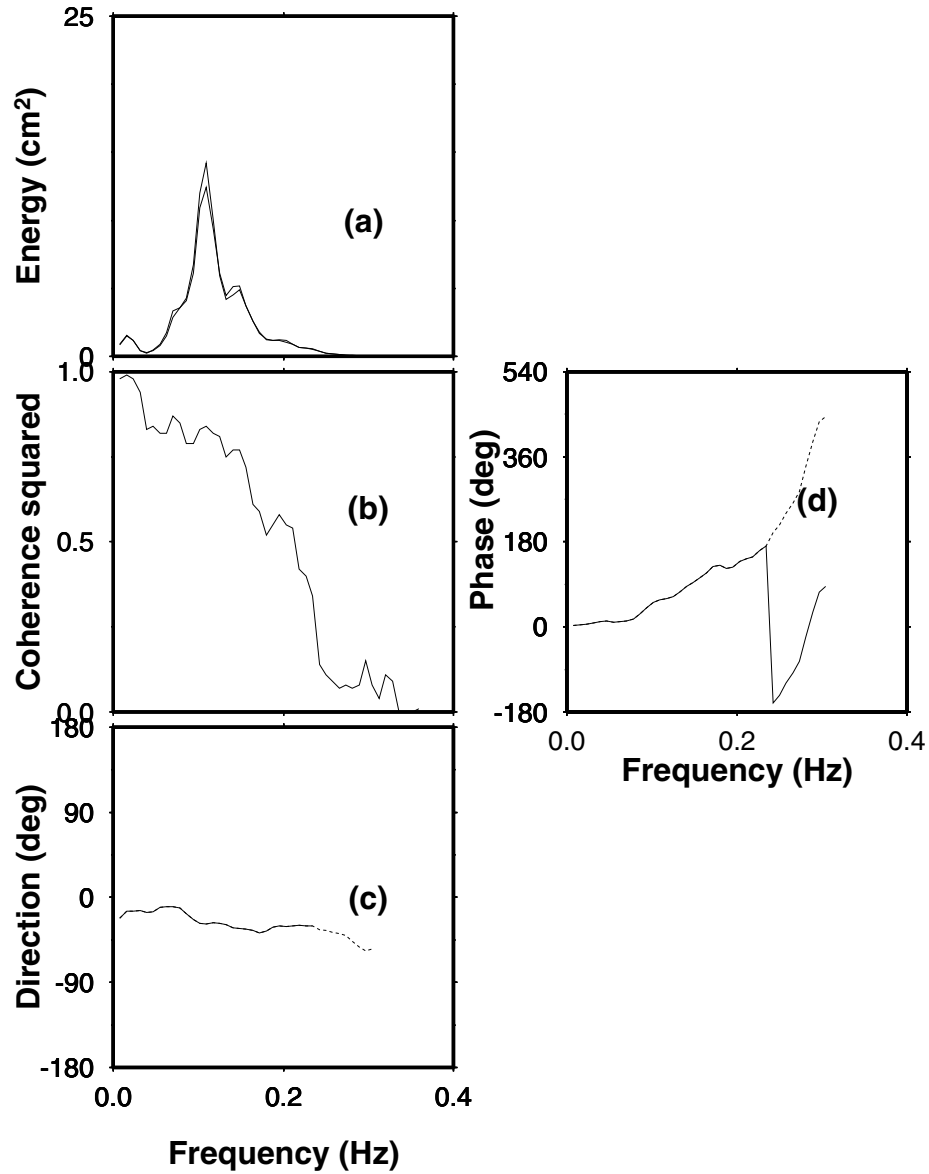 25
Energy (cm²)
(a)
0
1.0
Coherence squared
0.5
(b)
0.0
180
90
Direction (deg)
0
(c)
-90
-180
0.0
0.2
0.4
Frequency (Hz)
540
360
Phase (deg)
(d)
180
0
-180
0.0
0.2
0.4
Frequency (Hz)